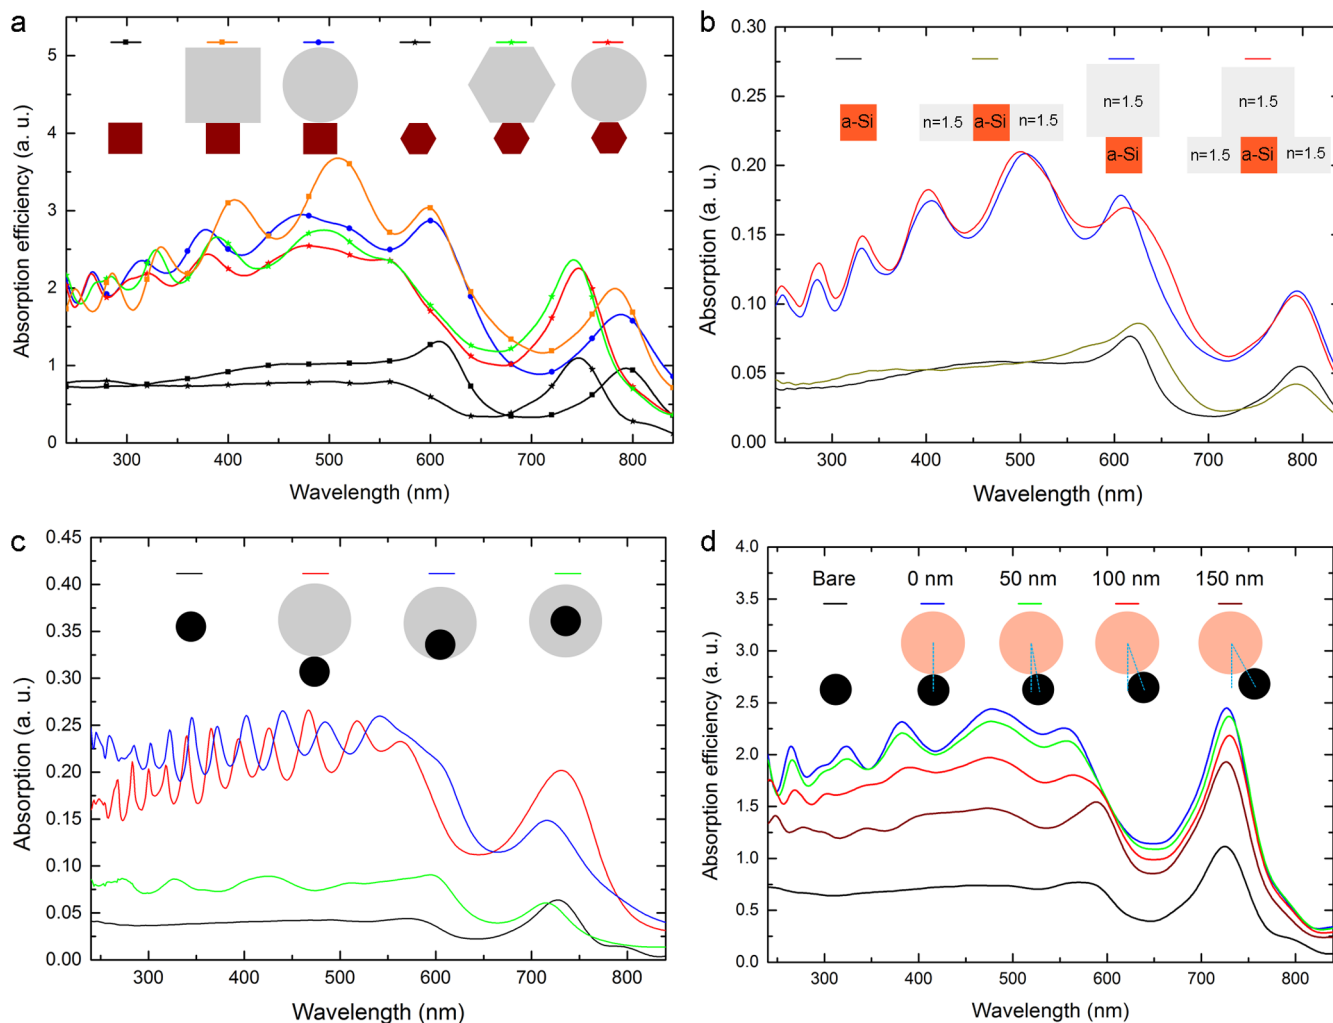 a
Absorption efficiency (a. u.)
5
4
3
2
1
0
300 400 500 600 700 800
Wavelength (nm)
b
Absorption (a. u.)
0.30
0.25
0.20
0.15
0.10
0.05
0.00
n=1.5 n=1.5
a-Si n=1.5 a-Si n=1.5 a-Si n=1.5 a-Si n=1.5
300 400 500 600 700 800
Wavelength (nm)
c
Absorption (a. u.)
0.45
0.40
0.35
0.30
0.25
0.20
0.15
0.10
0.05
0.00
300 400 500 600 700 800
Wavelength (nm)
d
Absorption efficiency (a. u.)
4.0
3.5
3.0
2.5
2.0
1.5
1.0
0.5
0.0
Bare 0 nm 50 nm 100 nm 150 nm
300 400 500 600 700 800
Wavelength (nm)